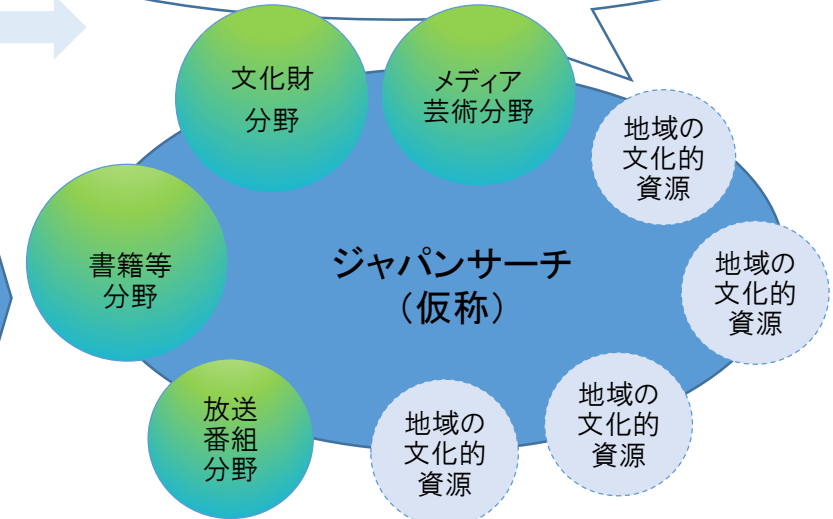 文化財
分野
メディア
芸術分野
地域の
文化的
資源
書籍等
分野
ジャパンサーチ
（仮称）
地域の
文化的
資源
放送
番組
分野
地域の
文化的
資源
地域の
文化的
資源